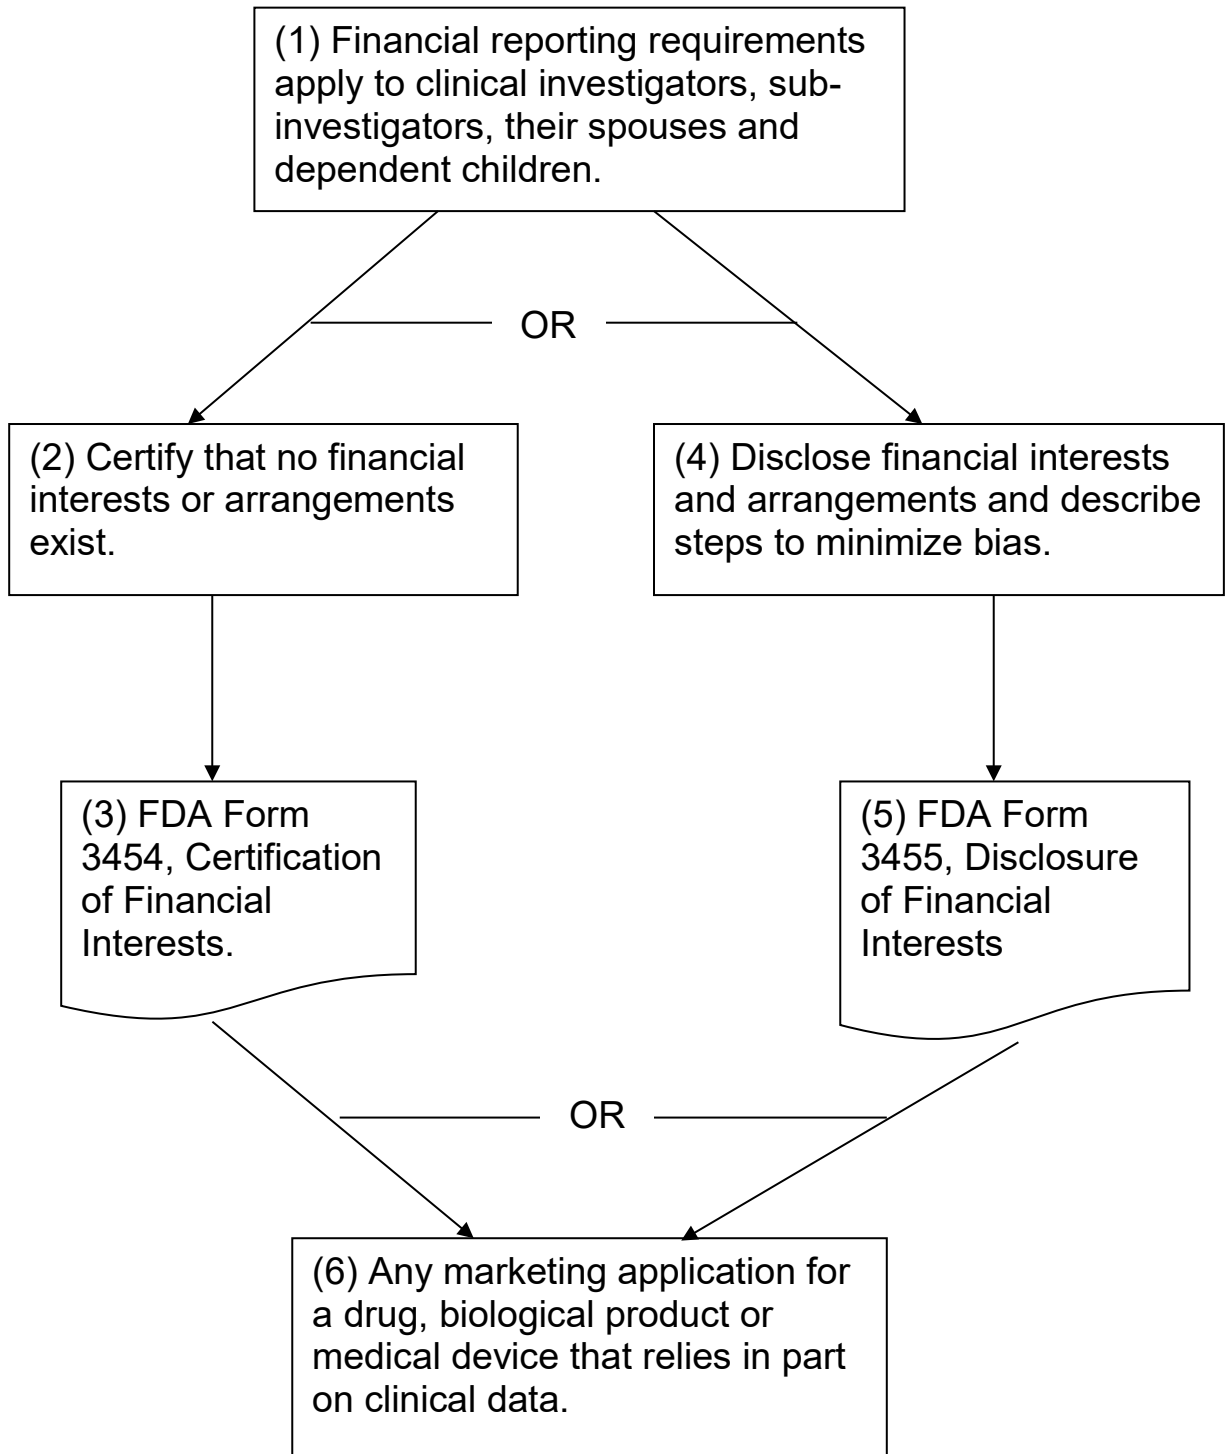 (1) Financial reporting requirements
apply to clinical investigators, sub-
investigators, their spouses and
dependent children.
OR
(2) Certify that no financial
interests or arrangements
exist.
(4) Disclose financial interests
and arrangements and describe
steps to minimize bias.
(3) FDA Form
3454, Certification
of Financial
Interests.
(5) FDA Form
3455, Disclosure
of Financial
Interests
OR
(6) Any marketing application for
a drug, biological product or
medical device that relies in part
on clinical data.